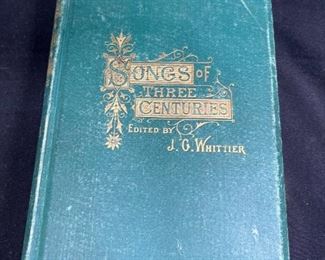 SONGS OF
THREE
CENTURIES
EDITED BY
J. G. WHITTIER